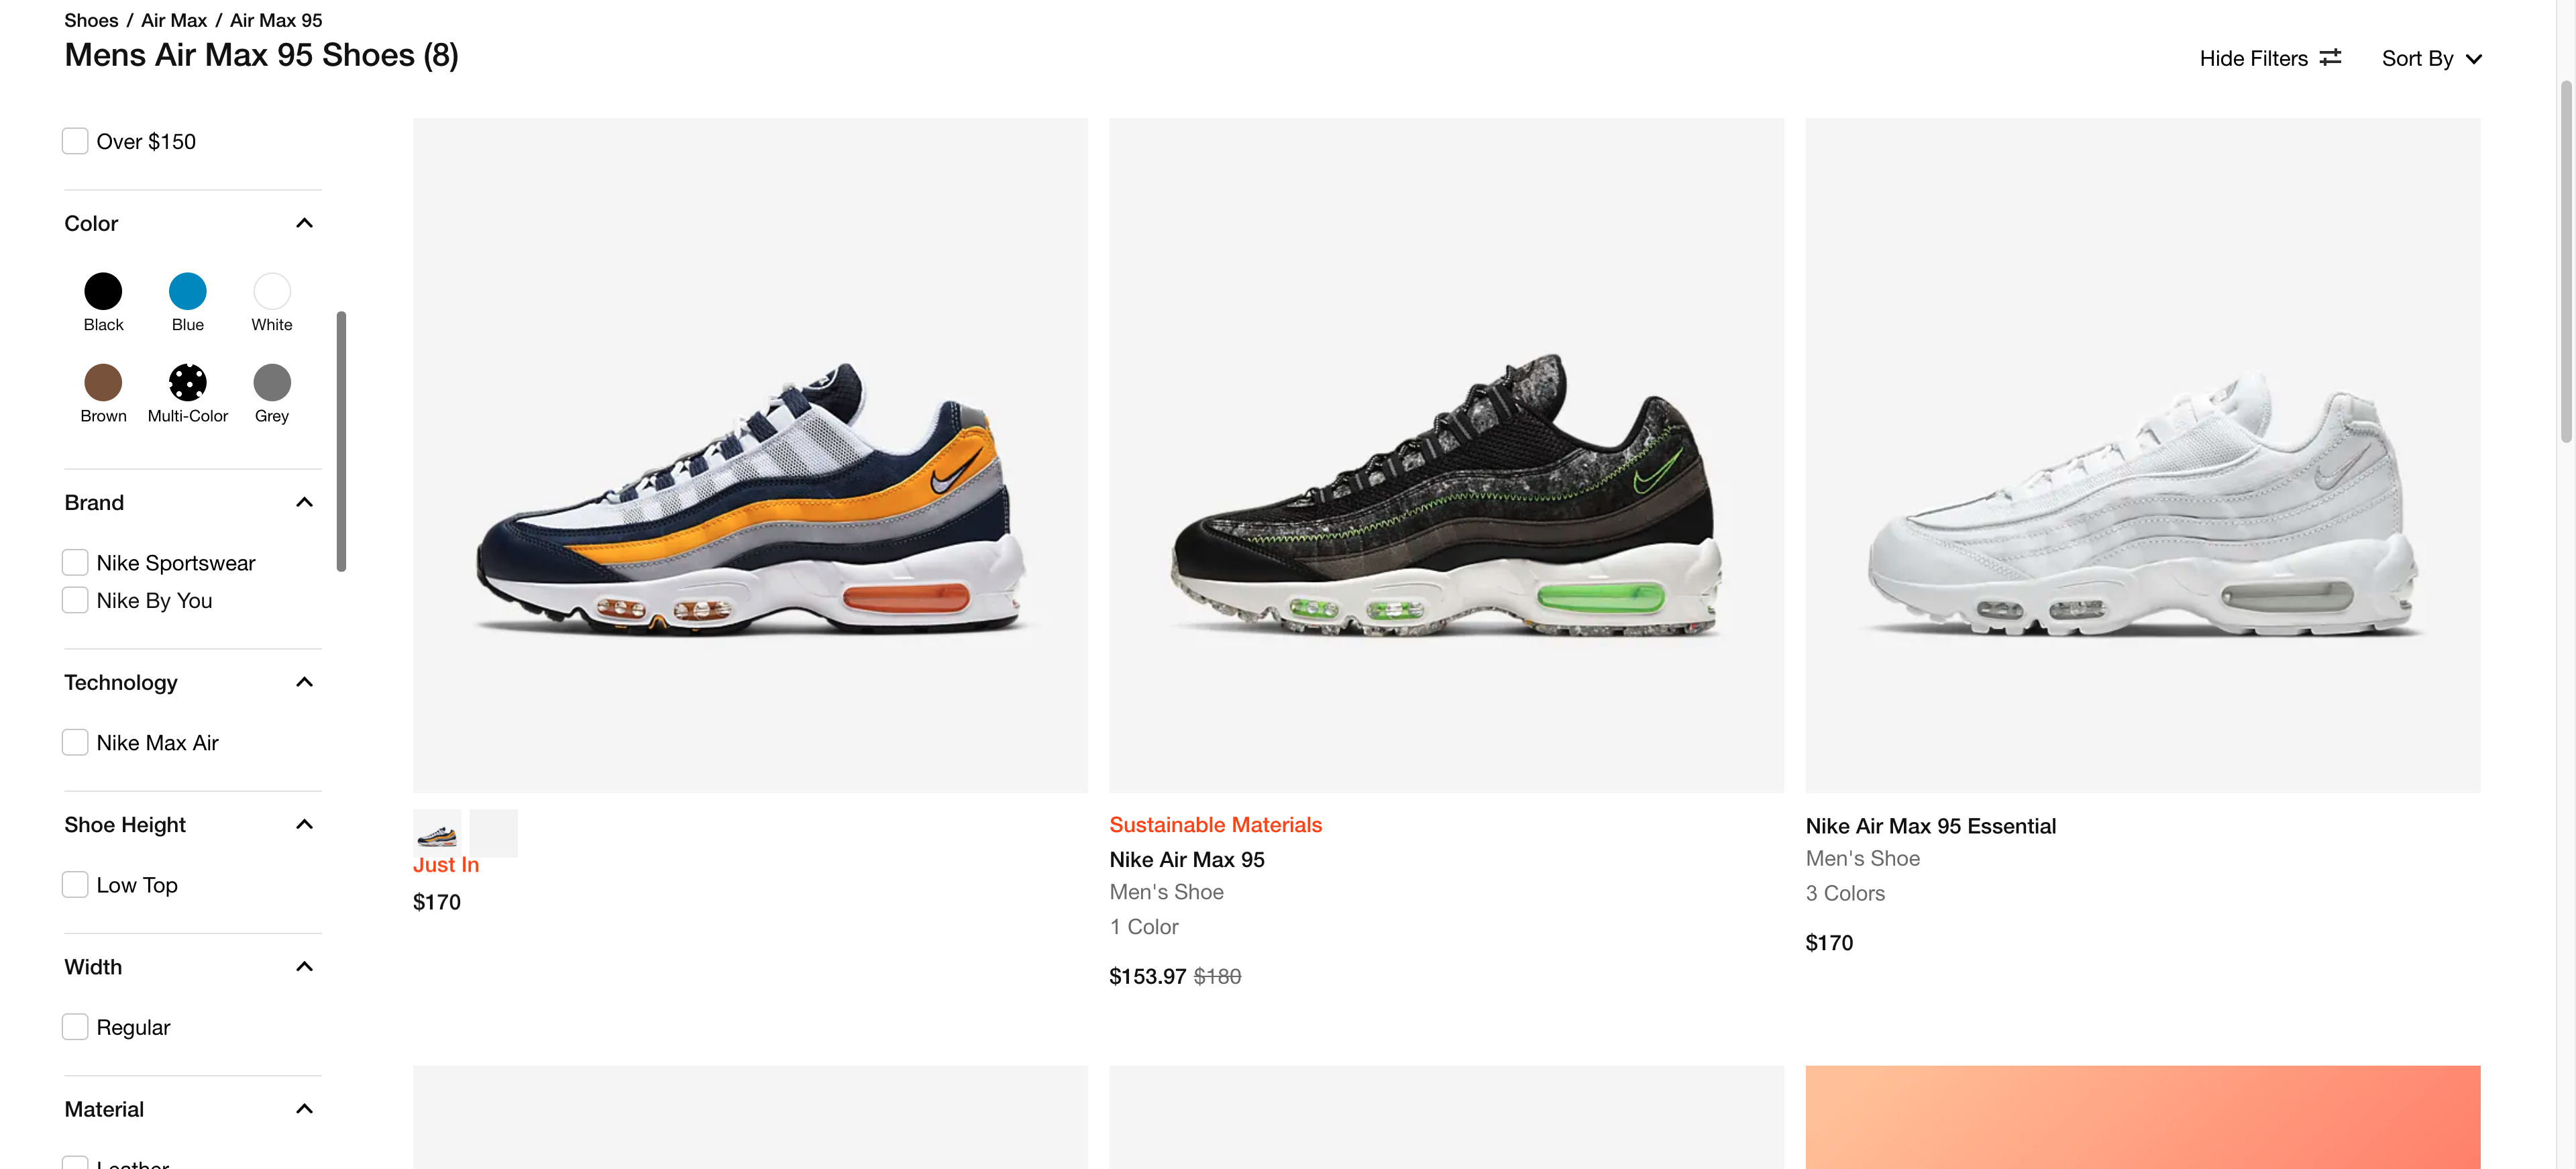 Shoes / Air Max / Air Max 95
Mens Air Max 95 Shoes (8)
Hide Filters
Sort By
Over $150
Color
Black
Blue
White
Brown
Multi-Color
Grey
Brand
Nike Sportswear
Nike By You
Technology
Nike Max Air
Shoe Height
Low Top
Width
Regular
Material
Leather
Just In
$170
Sustainable Materials
Nike Air Max 95
Men's Shoe
1 Color
$153.97 $180
Nike Air Max 95 Essential
Men's Shoe
3 Colors
$170